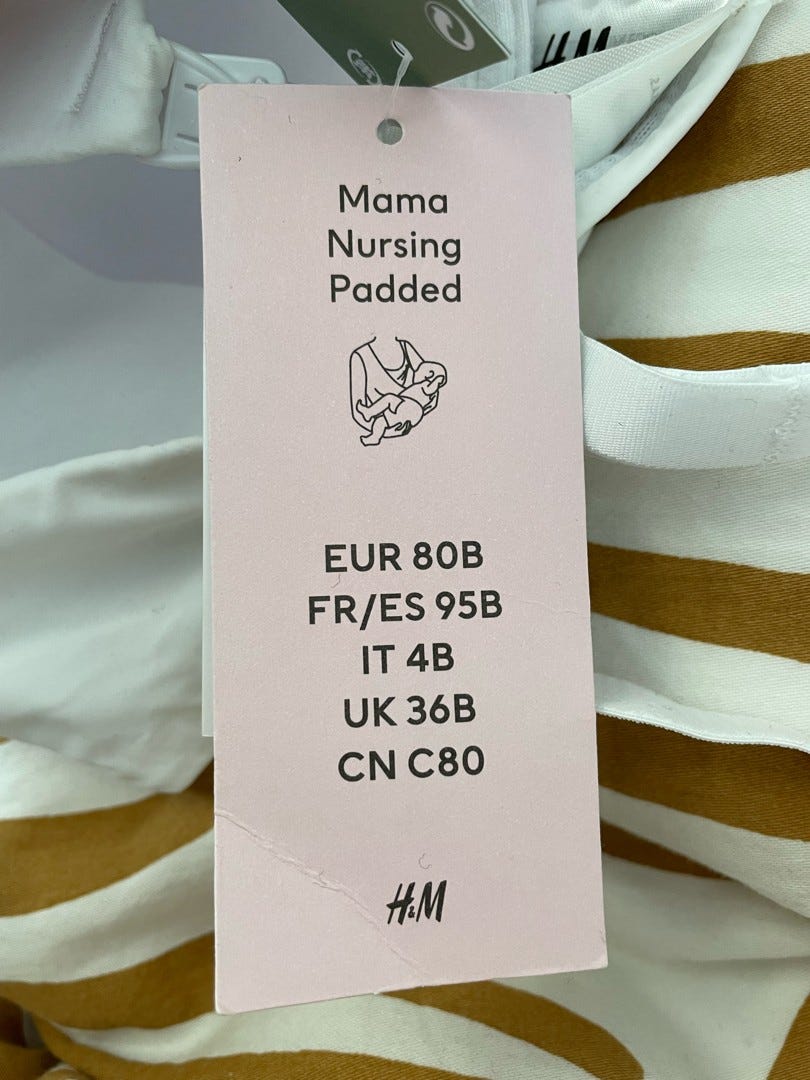 H&M
Mama
Nursing
Padded
EUR 80B
FR/ES 95B
IT 4B
UK 36B
CN C80
H&M